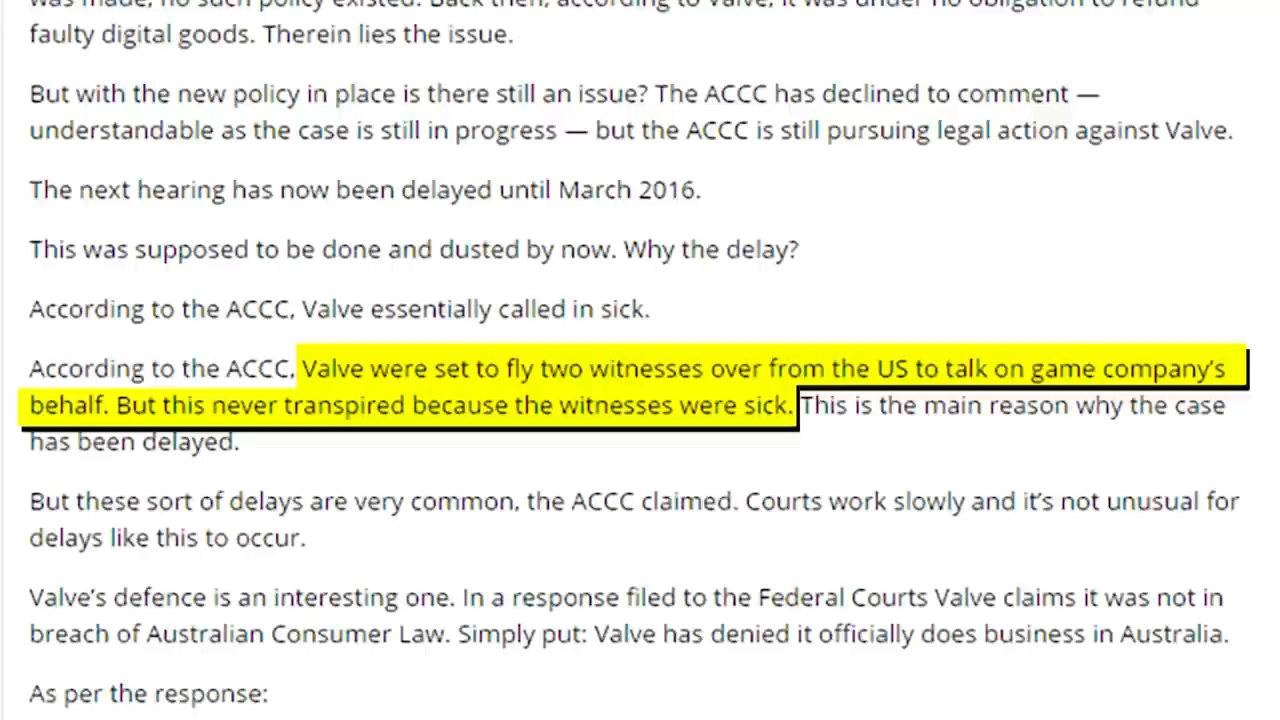 faulty digital goods. Therein lies the issue.
But with the new policy in place is there still an issue? The ACCC has declined to comment —
understandable as the case is still in progress — but the ACCC is still pursuing legal action against Valve.
The next hearing has now been delayed until March 2016.
This was supposed to be done and dusted by now. Why the delay?
According to the ACCC, Valve essentially called in sick.
According to the ACCC, Valve were set to fly two witnesses over from the US to talk on game company’s
behalf. But this never transpired because the witnesses were sick. This is the main reason why the case
has been delayed.
But these sort of delays are very common, the ACCC claimed. Courts work slowly and it’s not unusual for
delays like this to occur.
Valve’s defence is an interesting one. In a response filed to the Federal Courts Valve claims it was not in
breach of Australian Consumer Law. Simply put: Valve has denied it officially does business in Australia.
As per the response: